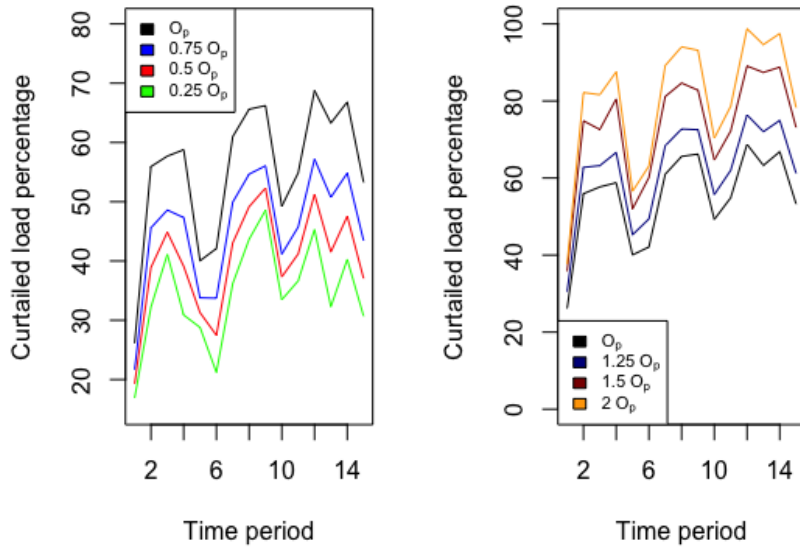 80
70
60
50
40
30
20
Curtailed load percentage
Oₚ
0.75 Oₚ
0.5 Oₚ
0.25 Oₚ
2 6 10 14
Time period
100
80
60
40
20
0
Curtailed load percentage
Oₚ
1.25 Oₚ
1.5 Oₚ
2 Oₚ
2 6 10 14
Time period